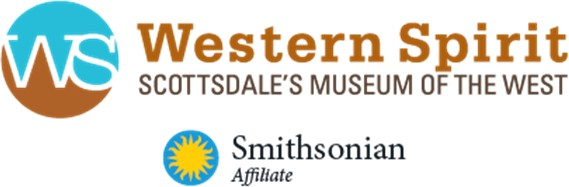 WS
Western Spirit
SCOTTSDALE'S MUSEUM OF THE WEST
Smithsonian
Affiliate